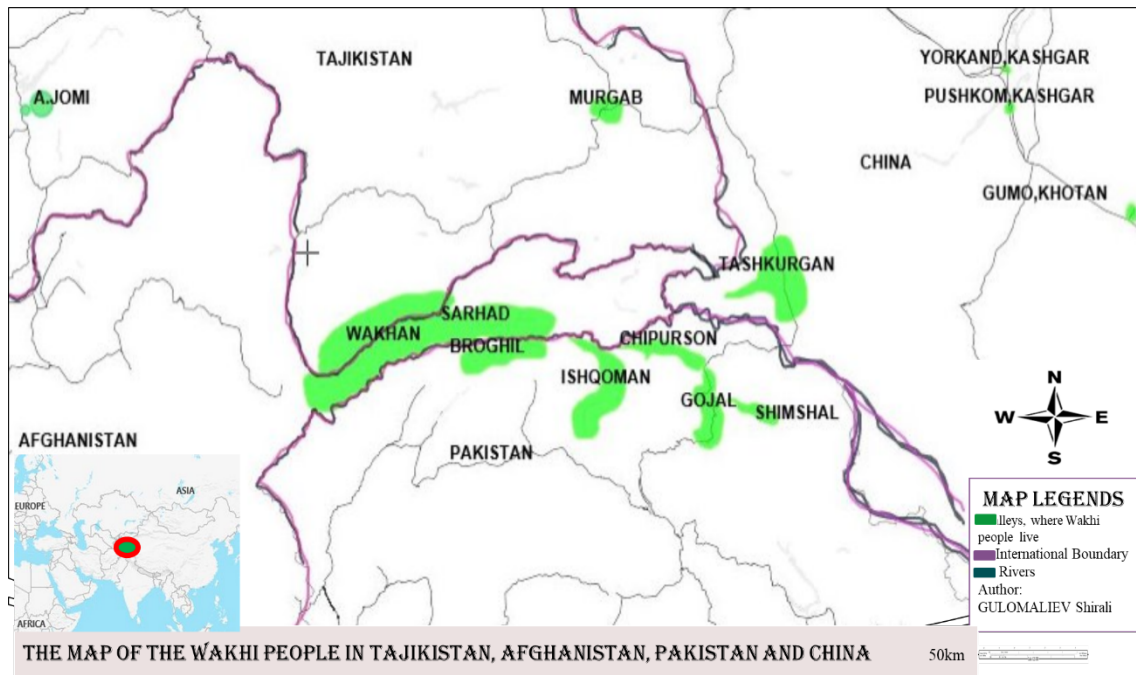 TAJIKISTAN
YORKAND,KASHGAR
A.JOMI
MURGAB
PUSHKOM,KASHGAR
CHINA
GUMO,KHOTAN
TASHKURGAN
SARHAD
WAKHAN
CHIPURSON
BROGHIL
ISHQOMAN
GOJAL
SHIMSHAL
AFGHANISTAN
PAKISTAN
N
W
E
S
ASIA
EUROPE
AFRICA
MAP LEGENDS
lleys, where Wakhi
people live
International Boundary
Rivers
Author:
GULOMALIEV Shirali
THE MAP OF THE WAKHI PEOPLE IN TAJIKISTAN, AFGHANISTAN, PAKISTAN AND CHINA
50km